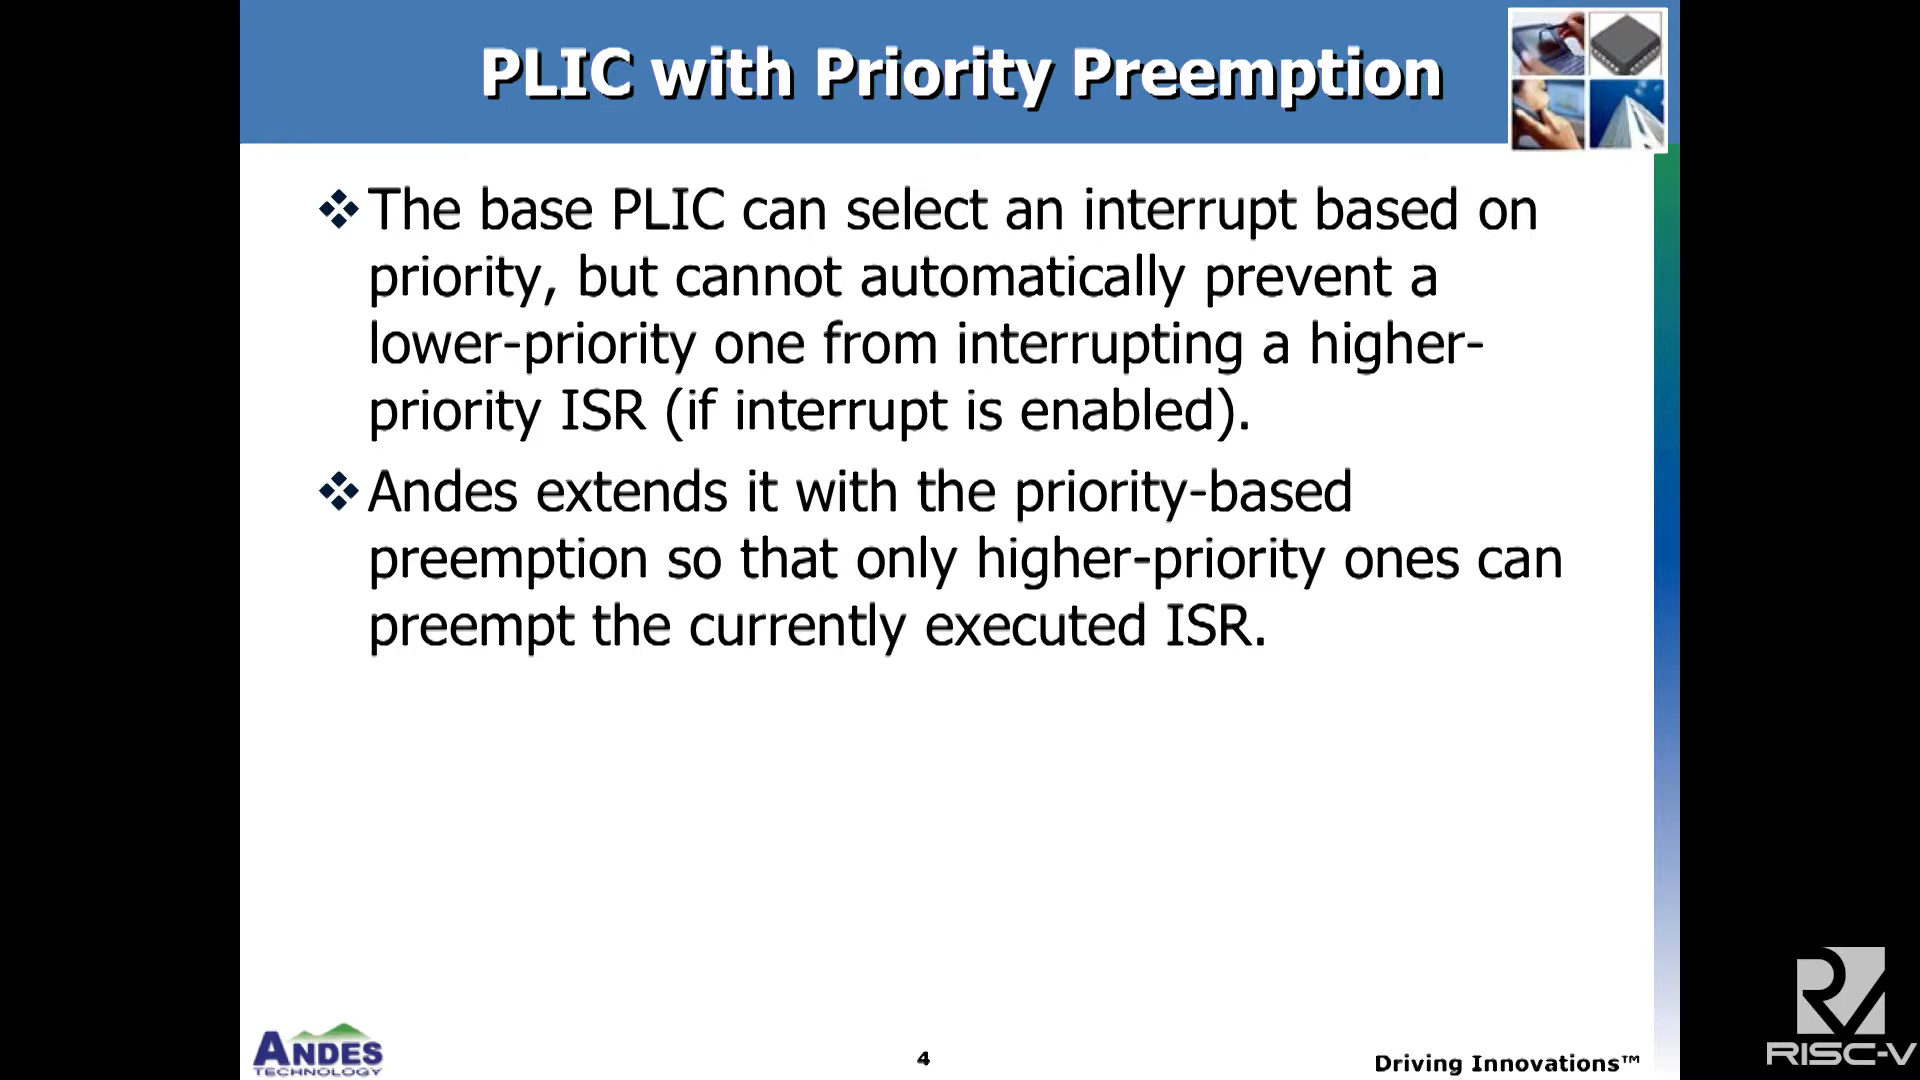 PLIC with Priority Preemption
The base PLIC can select an interrupt based on
priority, but cannot automatically prevent a
lower-priority one from interrupting a higher-
priority ISR (if interrupt is enabled).
Andes extends it with the priority-based
preemption so that only higher-priority ones can
preempt the currently executed ISR.
ANDES
TECHNOLOGY
4
Driving Innovations™
RISC-V